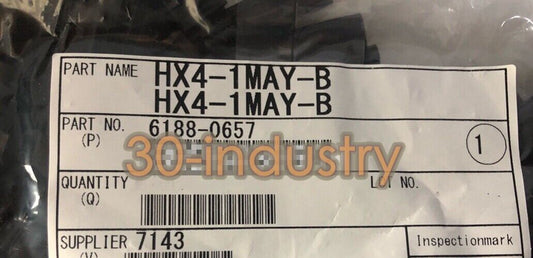 PART NAME HX4-1MAY-B
HX4-1MAY-B
PART NO. 6188-0657
(P)
1
30-industry
QUANTITY
(Q)
LOT NO.
SUPPLIER 7143
(V)
Inspectionmark